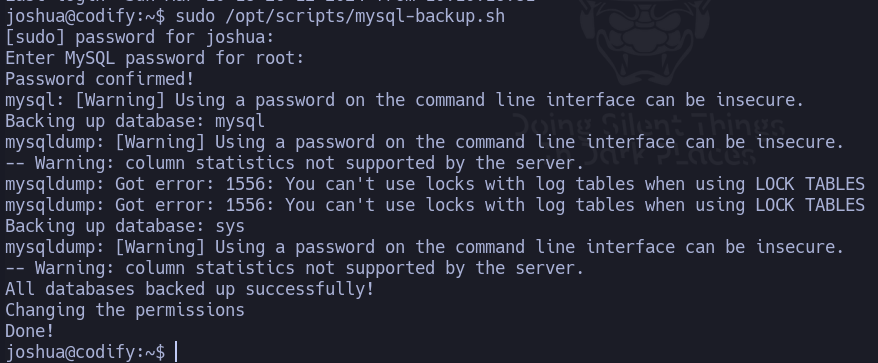 joshua@codify:~$ sudo /opt/scripts/mysql-backup.sh
[sudo] password for joshua:
Enter MySQL password for root:
Password confirmed!
mysql: [Warning] Using a password on the command line interface can be insecure.
Backing up database: mysql
mysqldump: [Warning] Using a password on the command line interface can be insecure.
-- Warning: column statistics not supported by the server.
mysqldump: Got error: 1556: You can't use locks with log tables when using LOCK TABLES
mysqldump: Got error: 1556: You can't use locks with log tables when using LOCK TABLES
Backing up database: sys
mysqldump: [Warning] Using a password on the command line interface can be insecure.
-- Warning: column statistics not supported by the server.
All databases backed up successfully!
Changing the permissions
Done!
joshua@codify:~$
Doing Silent Things
in Dark PLaces